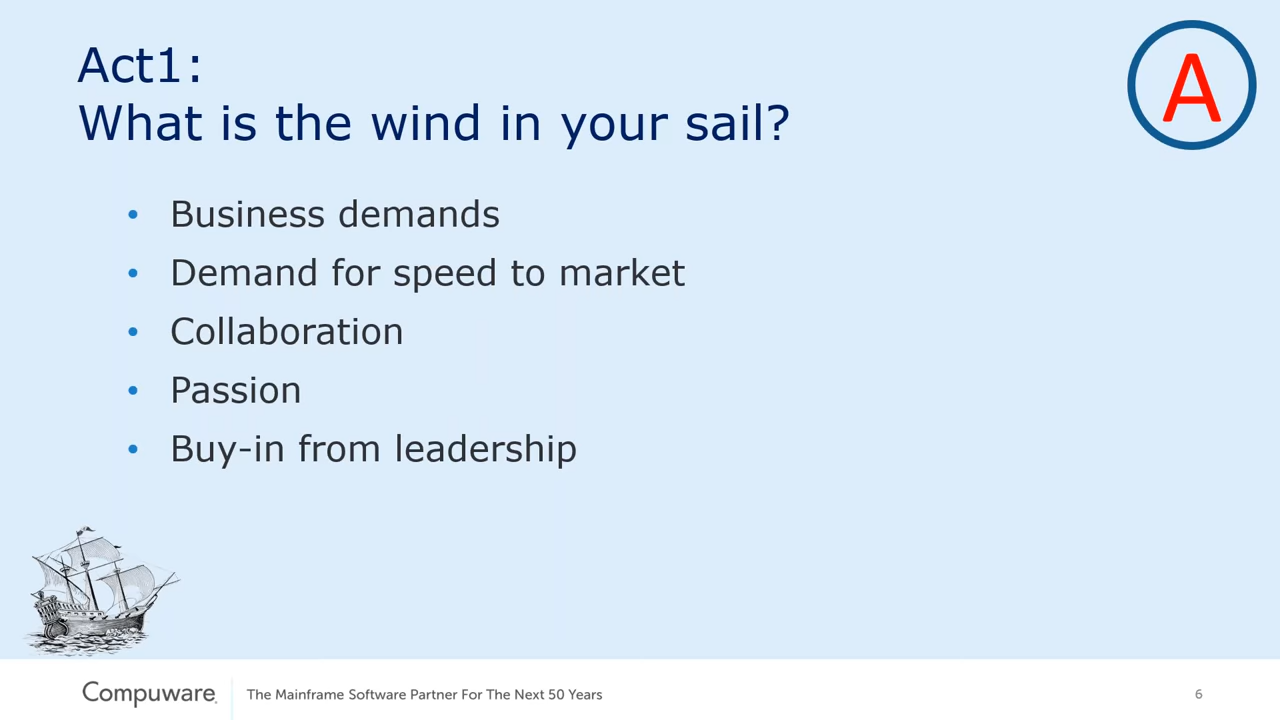 Act1:
What is the wind in your sail?
A
• Business demands
• Demand for speed to market
• Collaboration
• Passion
• Buy-in from leadership
Compuware.
The Mainframe Software Partner For The Next 50 Years
6